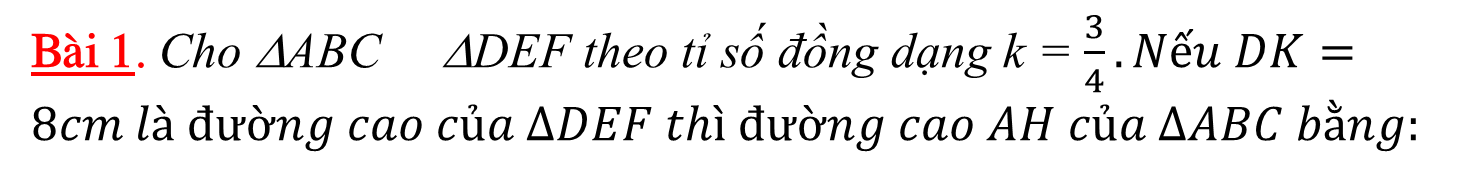 Bài 1. Cho ΔABC ΔDEF theo tỉ số đồng dạng k = 3/4. Nếu DK =
8cm là đường cao của ΔDEF thì đường cao AH của ΔABC bằng: